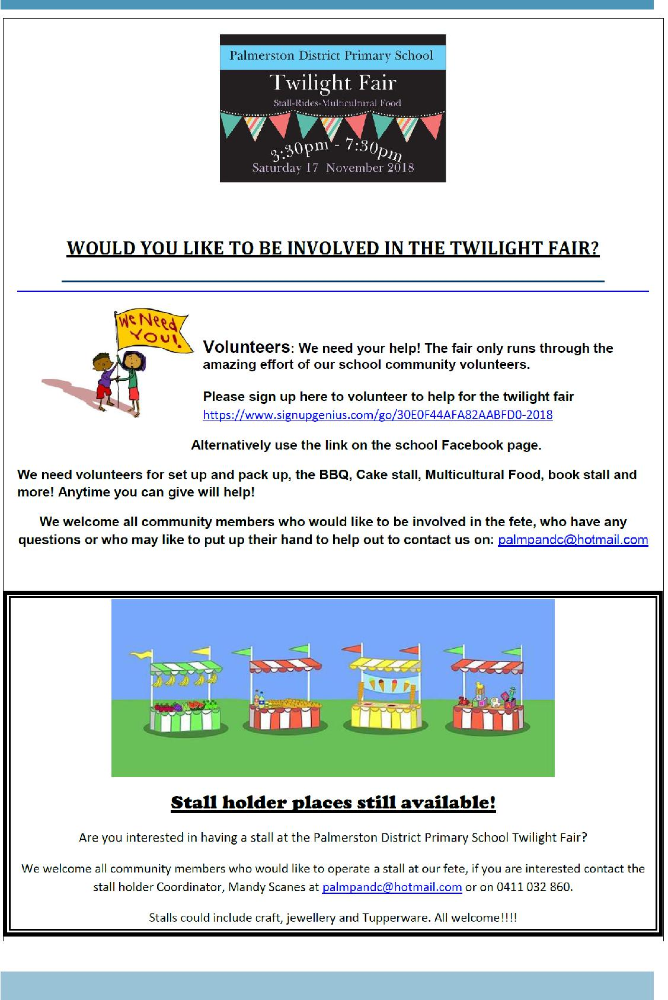 Palmerston District Primary School
Twilight Fair
Stall-Rides-Multicultural Food
3:30pm - 7:30pm
Saturday 17 November 2018
WOULD YOU LIKE TO BE INVOLVED IN THE TWILIGHT FAIR?
We Need
You!
Volunteers: We need your help! The fair only runs through the
amazing effort of our school community volunteers.
Please sign up here to volunteer to help for the twilight fair
https://www.signupgenius.com/go/30E0F44AFA82AABFD0-2018
Alternatively use the link on the school Facebook page.
We need volunteers for set up and pack up, the BBQ, Cake stall, Multicultural Food, book stall and
more! Anytime you can give will help!
We welcome all community members who would like to be involved in the fete, who have any
questions or who may like to put up their hand to help out to contact us on: palmpandc@hotmail.com
Stall holder places still available!
Are you interested in having a stall at the Palmerston District Primary School Twilight Fair?
We welcome all community members who would like to operate a stall at our fete, if you are interested contact the
stall holder Coordinator, Mandy Scanes at palmpandc@hotmail.com or on 0411 032 860.
Stalls could include craft, jewellery and Tupperware. All welcome!!!!